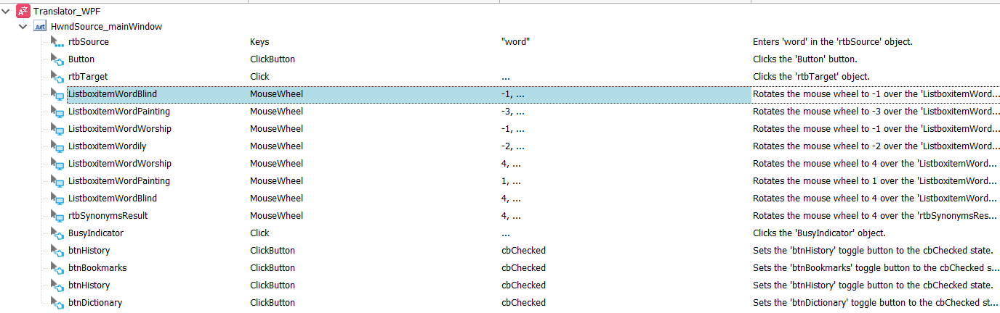 Translator_WPF
.net HwndSource_mainWindow
rtbSource Keys "word" Enters 'word' in the 'rtbSource' object.
Button ClickButton Clicks the 'Button' button.
rtbTarget Click ... Clicks the 'rtbTarget' object.
ListboxitemWordBlind MouseWheel -1, ... Rotates the mouse wheel to -1 over the 'ListboxitemWord...
ListboxitemWordPainting MouseWheel -3, ... Rotates the mouse wheel to -3 over the 'ListboxitemWord...
ListboxitemWordWorship MouseWheel -1, ... Rotates the mouse wheel to -1 over the 'ListboxitemWord...
ListboxitemWordily MouseWheel -2, ... Rotates the mouse wheel to -2 over the 'ListboxitemWord...
ListboxitemWordWorship MouseWheel 4, ... Rotates the mouse wheel to 4 over the 'ListboxitemWord...
ListboxitemWordPainting MouseWheel 1, ... Rotates the mouse wheel to 1 over the 'ListboxitemWord...
ListboxitemWordBlind MouseWheel 4, ... Rotates the mouse wheel to 4 over the 'ListboxitemWord...
rtbSynonymsResult MouseWheel 4, ... Rotates the mouse wheel to 4 over the 'rtbSynonymsRes...
BusyIndicator Click ... Clicks the 'BusyIndicator' object.
btnHistory ClickButton cbChecked Sets the 'btnHistory' toggle button to the cbChecked state.
btnBookmarks ClickButton cbChecked Sets the 'btnBookmarks' toggle button to the cbChecked s...
btnHistory ClickButton cbChecked Sets the 'btnHistory' toggle button to the cbChecked state.
btnDictionary ClickButton cbChecked Sets the 'btnDictionary' toggle button to the cbChecked st...